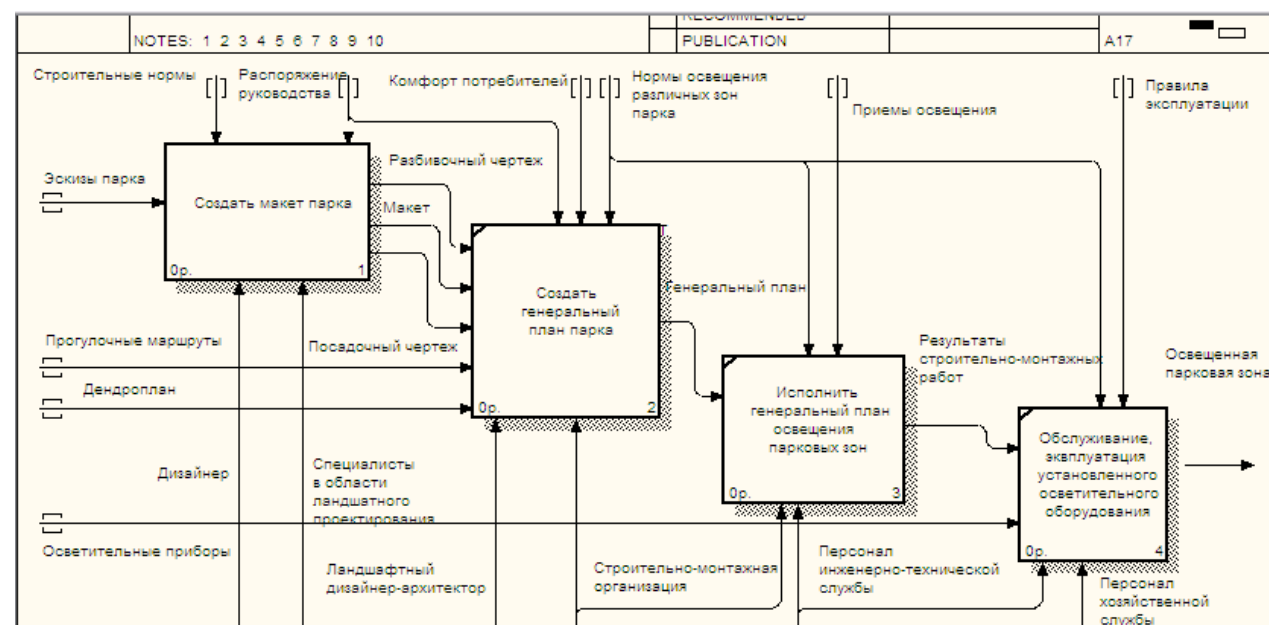 RECOMMENDED
NOTES: 1 2 3 4 5 6 7 8 9 10
PUBLICATION
A17
Строительные нормы
Распоряжение
руководства
Комфорт потребителей
Нормы освещения
различных зон
парка
Приемы освещения
Правила
эксплуатации
Эскизы парка
Создать макет парка
0р.
1
Разбивочный чертеж
Макет
Посадочный чертеж
Прогулочные маршруты
Дендроплан
Создать
генеральный
план парка
0р.
2
Генеральный план
Исполнить
генеральный план
освещения
парковых зон
0р.
3
Результаты
строительно-монтажных
работ
Освещенная
парковая зона
Обслуживание,
эквплуатация
установленного
осветительного
оборудования
0р.
4
Дизайнер
Специалисты
в области
ландшатного
проектирования
Осветительные приборы
Ландшафтный
дизайнер-архитектор
Строительно-монтажная
организация
Персонал
инженерно-технической
службы
Персонал
хозяйственной
службы